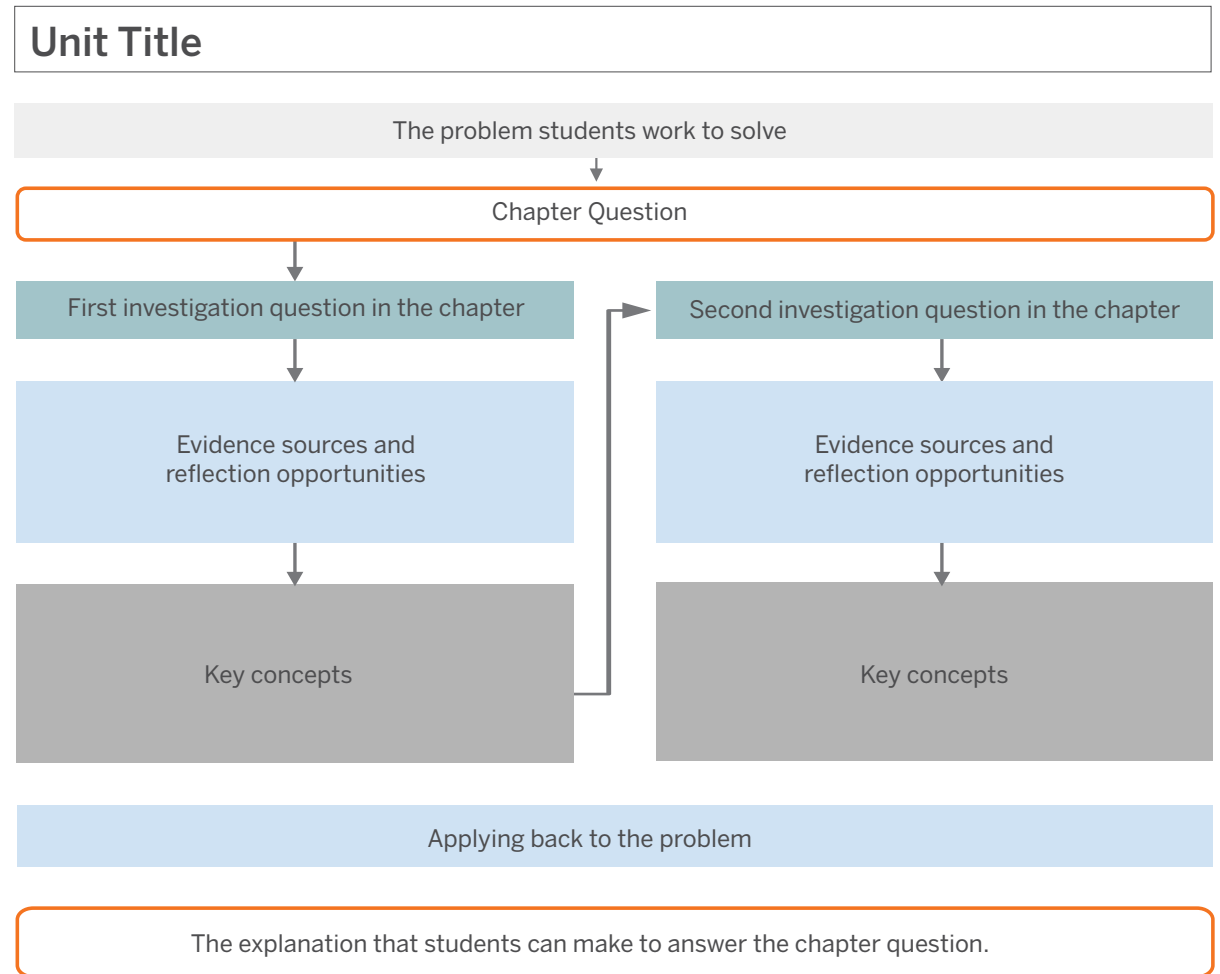 Unit Title
The problem students work to solve
Chapter Question
First investigation question in the chapter
Evidence sources and
reflection opportunities
Key concepts
Second investigation question in the chapter
Evidence sources and
reflection opportunities
Key concepts
Applying back to the problem
The explanation that students can make to answer the chapter question.